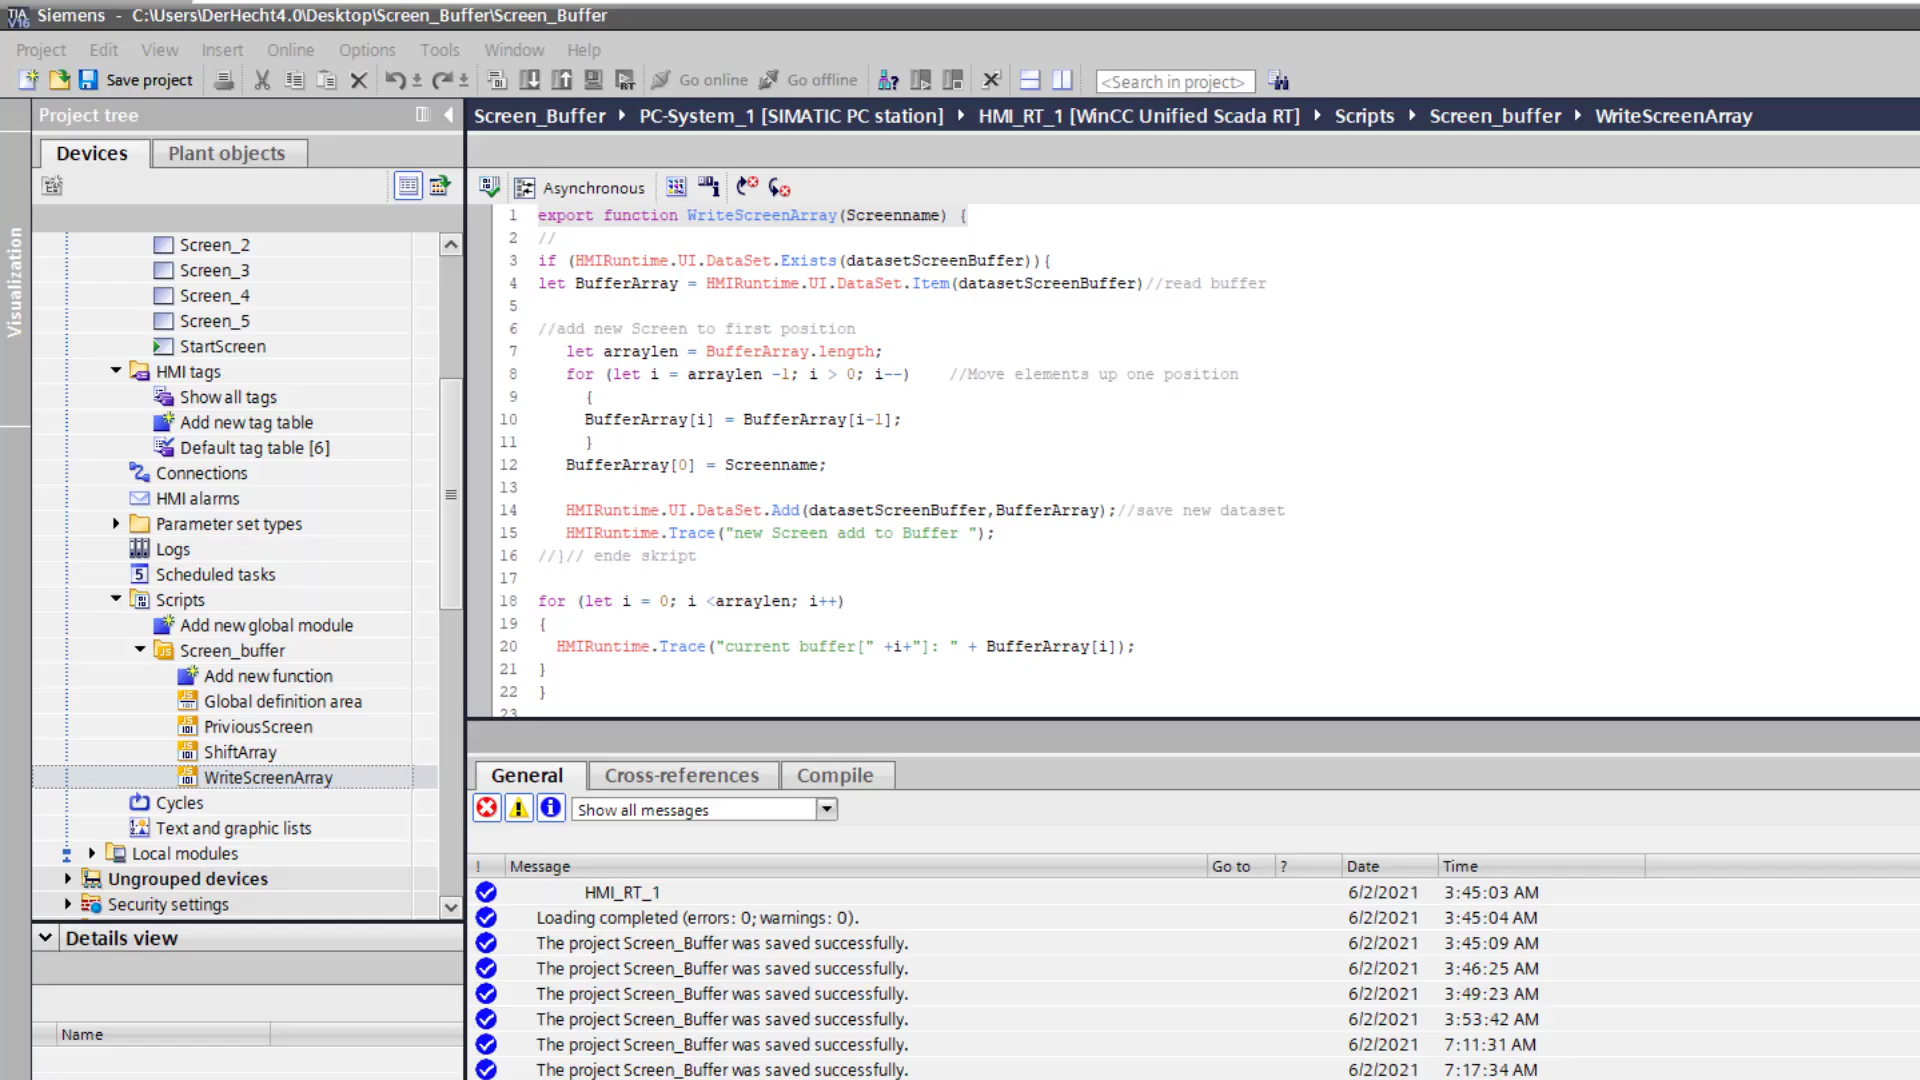 TIA V16 Siemens - C:\Users\DerHecht4.0\Desktop\Screen_Buffer\Screen_Buffer
Project Edit View Insert Online Options Tools Window Help
Save project Go online Go offline <Search in project>
Project tree
Screen_Buffer PC-System_1 [SIMATIC PC station] HMI_RT_1 [WinCC Unified Scada RT] Scripts Screen_buffer WriteScreenArray
Devices Plant objects
Visualization
Screen_2
Screen_3
Screen_4
Screen_5
StartScreen
HMI tags
Show all tags
Add new tag table
Default tag table [6]
Connections
HMI alarms
Parameter set types
Logs
Scheduled tasks
Scripts
Add new global module
Screen_buffer
Add new function
Global definition area
PriviousScreen
ShiftArray
WriteScreenArray
Cycles
Text and graphic lists
Local modules
Ungrouped devices
Security settings
Details view
Name
Asynchronous
1 export function WriteScreenArray(Screenname) {
2 //
3 if (HMIRuntime.UI.DataSet.Exists(datasetScreenBuffer)){
4 let BufferArray = HMIRuntime.UI.DataSet.Item(datasetScreenBuffer)//read buffer
5
6 //add new Screen to first position
7 let arraylen = BufferArray.length;
8 for (let i = arraylen -1; i > 0; i--) //Move elements up one position
9 {
10 BufferArray[i] = BufferArray[i-1];
11 }
12 BufferArray[0] = Screenname;
13
14 HMIRuntime.UI.DataSet.Add(datasetScreenBuffer,BufferArray);//save new dataset
15 HMIRuntime.Trace("new Screen add to Buffer ");
16 //}// ende skript
17
18 for (let i = 0; i <arraylen; i++)
19 {
20 HMIRuntime.Trace("current buffer[" +i+"]: " + BufferArray[i]);
21 }
22 }
23
General Cross-references Compile
Show all messages
! Message Go to ? Date Time
HMI_RT_1 6/2/2021 3:45:03 AM
Loading completed (errors: 0; warnings: 0). 6/2/2021 3:45:04 AM
The project Screen_Buffer was saved successfully. 6/2/2021 3:45:09 AM
The project Screen_Buffer was saved successfully. 6/2/2021 3:46:25 AM
The project Screen_Buffer was saved successfully. 6/2/2021 3:49:23 AM
The project Screen_Buffer was saved successfully. 6/2/2021 3:53:42 AM
The project Screen_Buffer was saved successfully. 6/2/2021 7:11:31 AM
The project Screen_Buffer was saved successfully. 6/2/2021 7:17:34 AM